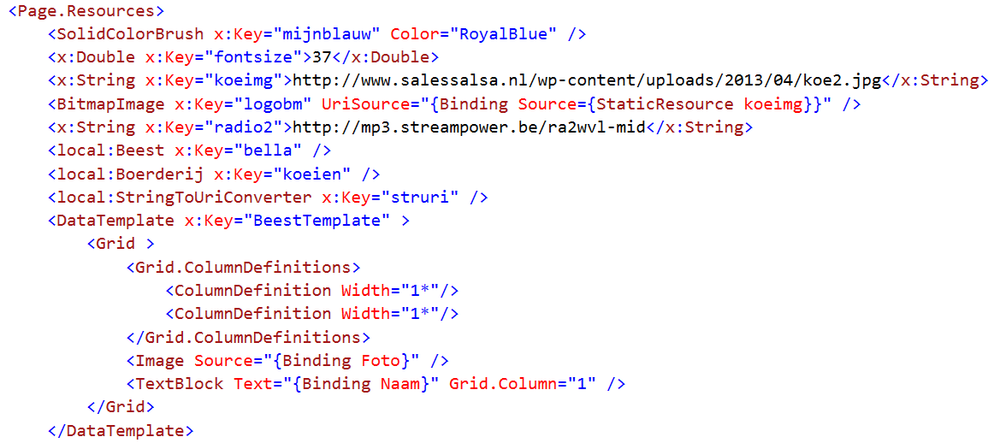 <Page.Resources>
    <SolidColorBrush x:Key="mijnblauw" Color="RoyalBlue" />
    <x:Double x:Key="fontsize">37</x:Double>
    <x:String x:Key="koeimg">http://www.salessalsa.nl/wp-content/uploads/2013/04/koe2.jpg</x:String>
    <BitmapImage x:Key="logobm" UriSource="{Binding Source={StaticResource koeimg}}" />
    <x:String x:Key="radio2">http://mp3.streampower.be/ra2wvl-mid</x:String>
    <local:Beest x:Key="bella" />
    <local:Boerderij x:Key="koeien" />
    <local:StringToUriConverter x:Key="struri" />
    <DataTemplate x:Key="BeestTemplate" >
        <Grid >
            <Grid.ColumnDefinitions>
                <ColumnDefinition Width="1*"/>
                <ColumnDefinition Width="1*"/>
            </Grid.ColumnDefinitions>
            <Image Source="{Binding Foto}" />
            <TextBlock Text="{Binding Naam}" Grid.Column="1" />
        </Grid>
    </DataTemplate>